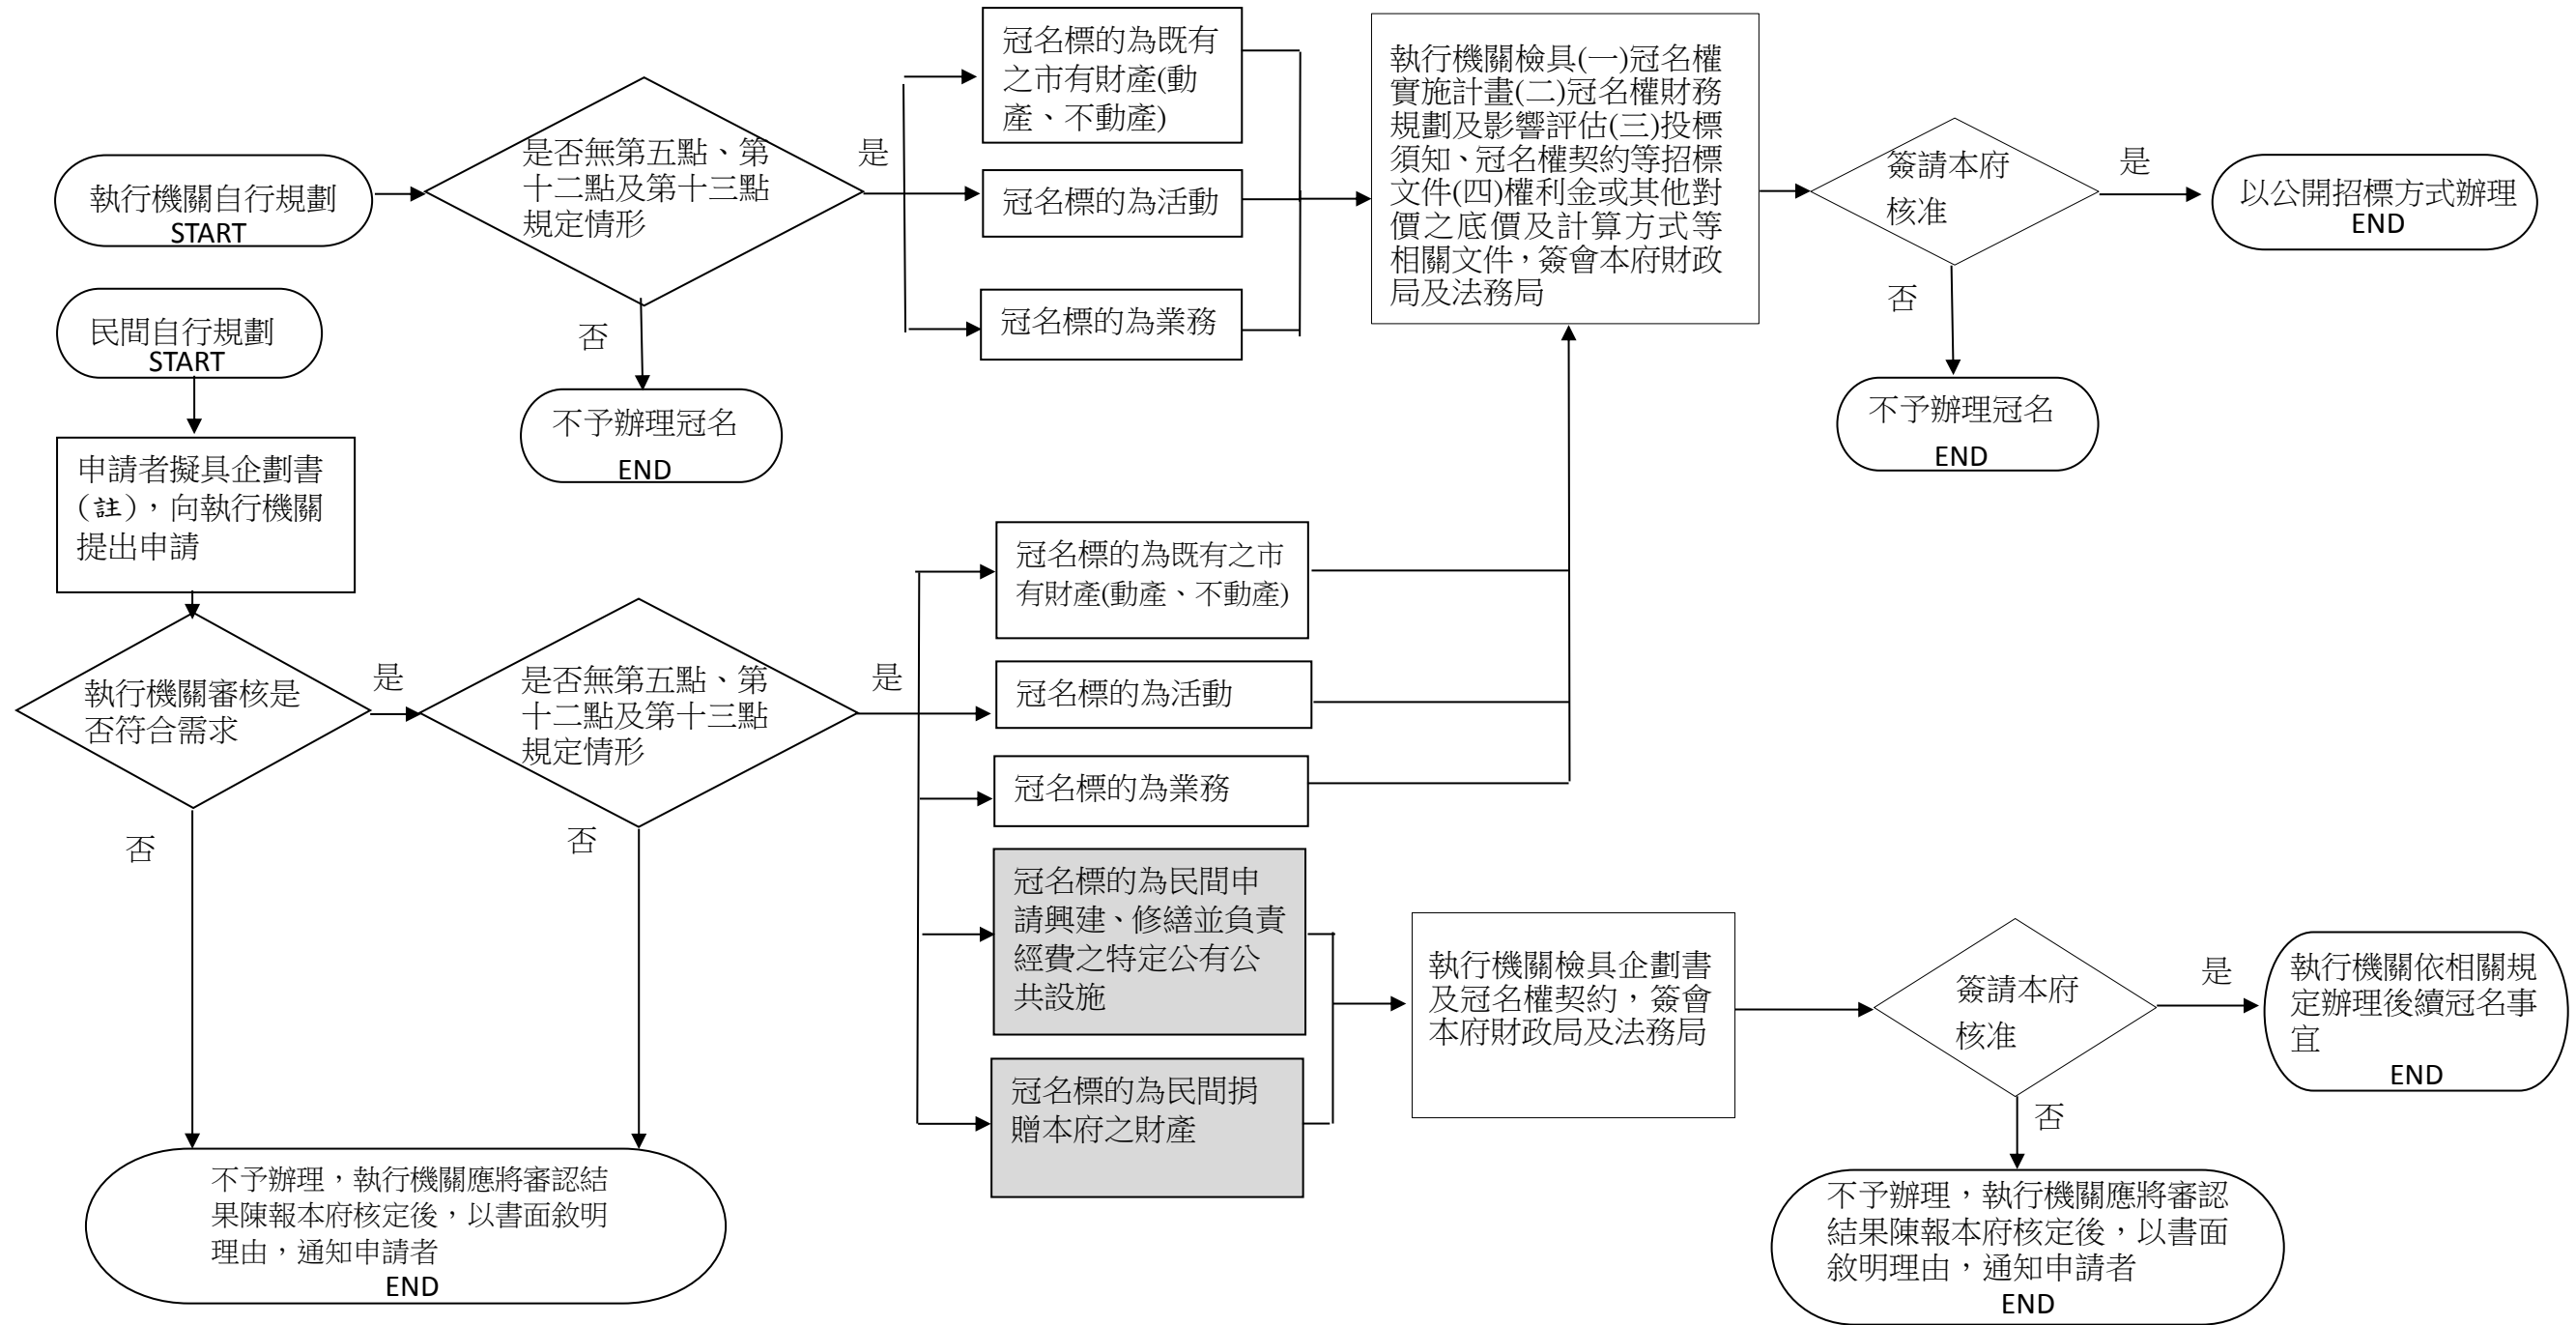 執行機關自行規劃
START
是否無第五點、第
十二點及第十三點
規定情形
是
否
不予辦理冠名
END
冠名標的為既有
之市有財產(動
產、不動產)
冠名標的為活動
冠名標的為業務
執行機關檢具(一)冠名權
實施計畫(二)冠名權財務
規劃及影響評估(三)投標
須知、冠名權契約等招標
文件(四)權利金或其他對
價之底價及計算方式等
相關文件，簽會本府財政
局及法務局
簽請本府
核准
是
以公開招標方式辦理
END
否
不予辦理冠名
END
民間自行規劃
START
申請者擬具企劃書
(註)，向執行機關
提出申請
執行機關審核是
否符合需求
是
否
是否無第五點、第
十二點及第十三點
規定情形
是
否
不予辦理，執行機關應將審認結
果陳報本府核定後，以書面敘明
理由，通知申請者
END
冠名標的為既有之市
有財產(動產、不動產)
冠名標的為活動
冠名標的為業務
冠名標的為民間申
請興建、修繕並負責
經費之特定公有公
共設施
冠名標的為民間捐
贈本府之財產
執行機關檢具企劃書
及冠名權契約，簽會
本府財政局及法務局
簽請本府
核准
是
執行機關依相關規
定辦理後續冠名事
宜
END
否
不予辦理，執行機關應將審認
結果陳報本府核定後，以書面
敘明理由，通知申請者
END